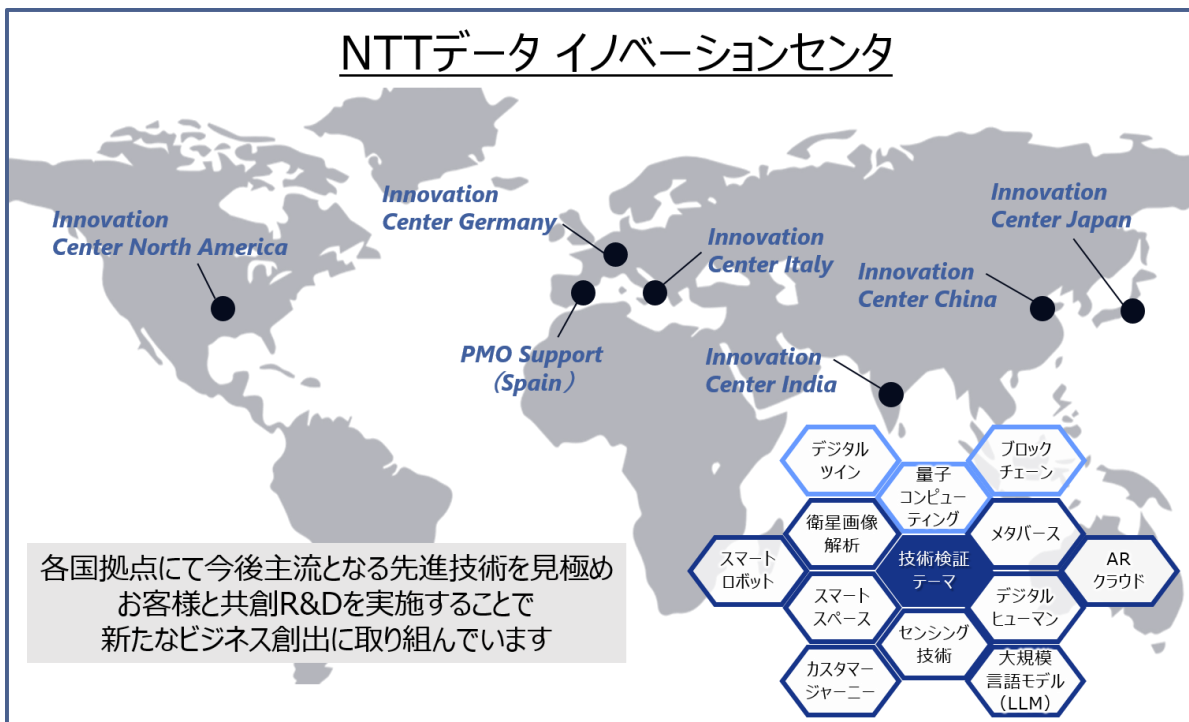 NTTデータ イノベーションセンタ
Innovation
Center North America
Innovation
Center Germany
Innovation
Center Italy
PMO Support
（Spain）
Innovation
Center India
Innovation
Center China
Innovation
Center Japan
各国拠点にて今後主流となる先進技術を見極め
お客様と共創R&Dを実施することで
新たなビジネス創出に取り組んでいます
デジタル
ツイン
量子
コンピュー
ティング
ブロック
チェーン
衛星画像
解析
メタバース
スマート
ロボット
技術検証
テーマ
AR
クラウド
スマート
スペース
デジタル
ヒューマン
センシング
技術
カスタマー
ジャーニー
大規模
言語モデル
（LLM）